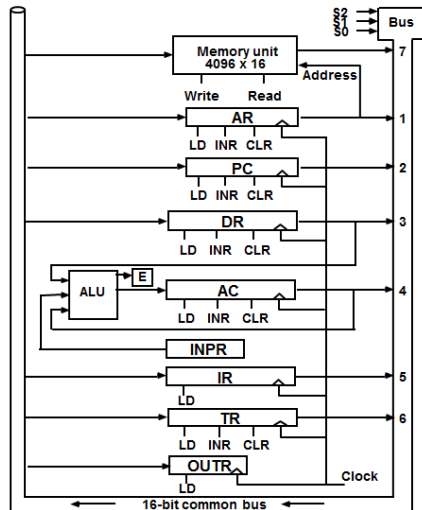 S2
S1
S0
Bus
Memory unit
4096 x 16
7
Address
Write Read
AR
1
LD INR CLR
PC
2
LD INR CLR
DR
3
LD INR CLR
ALU
E
AC
4
LD INR CLR
INPR
IR
5
LD
TR
6
LD INR CLR
OUTR
LD
Clock
16-bit common bus